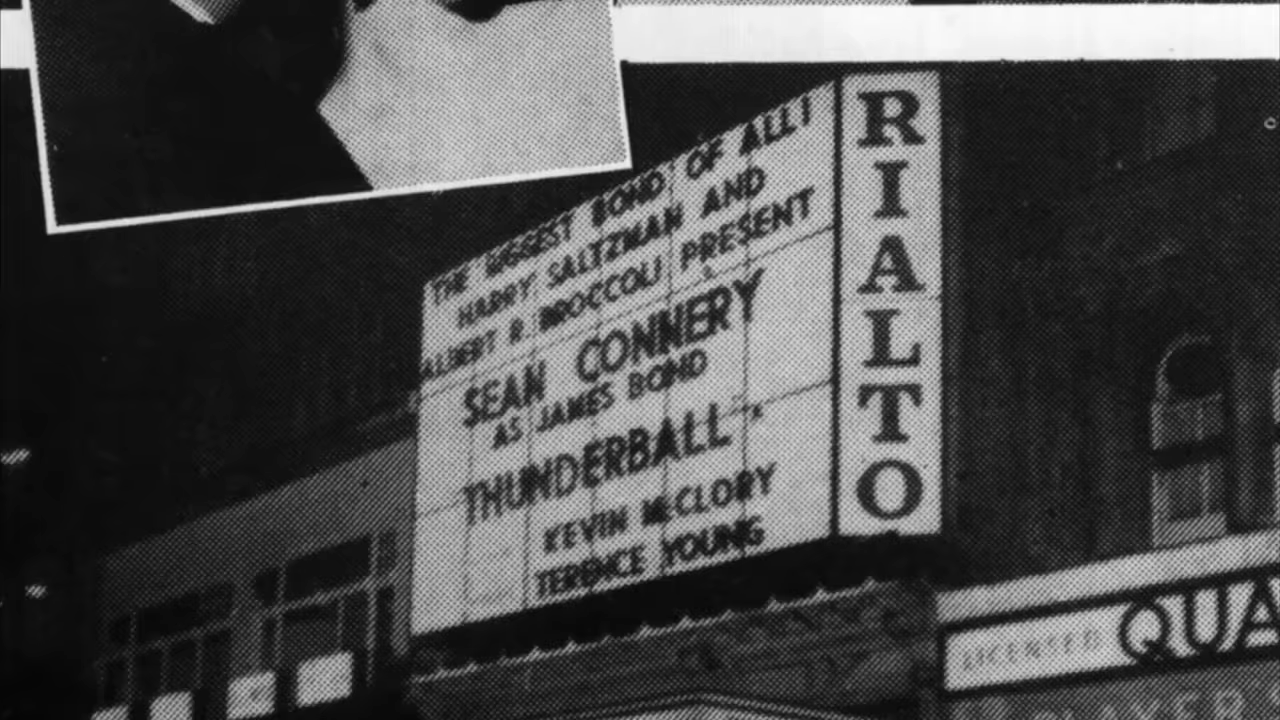 THE BIGGEST BOND OF ALL!
HARRY SALTZMAN AND
ALBERT R. BROCCOLI PRESENT
SEAN CONNERY
AS JAMES BOND
THUNDERBALL
KEVIN McCLORY
TERENCE YOUNG
RIALTO
LICENSED QUA
PLAYER'S